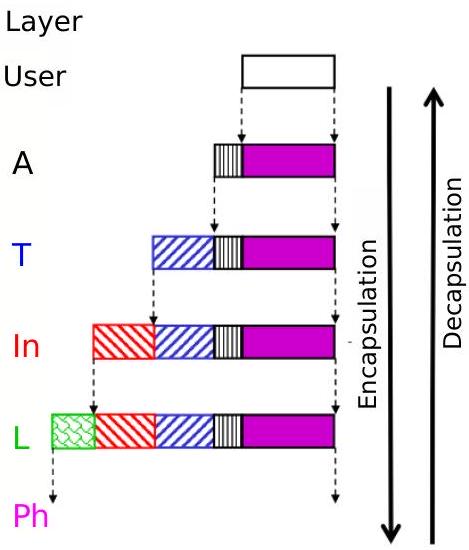 Layer
User
A
T
In
L
Ph
Encapsulation
Decapsulation